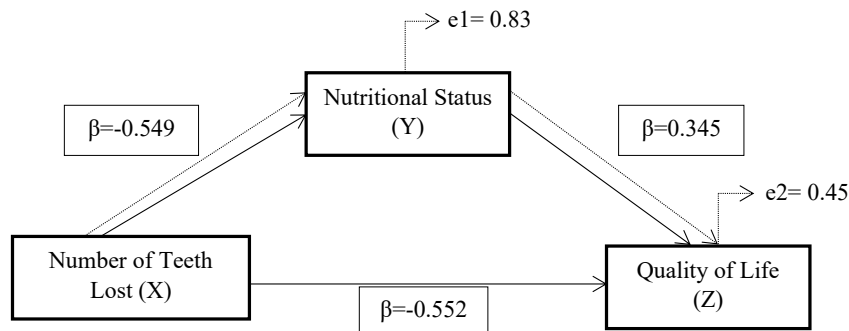 e1= 0.83
Nutritional Status
(Y)
β=-0.549
β=0.345
e2= 0.45
Number of Teeth
Lost (X)
Quality of Life
(Z)
β=-0.552